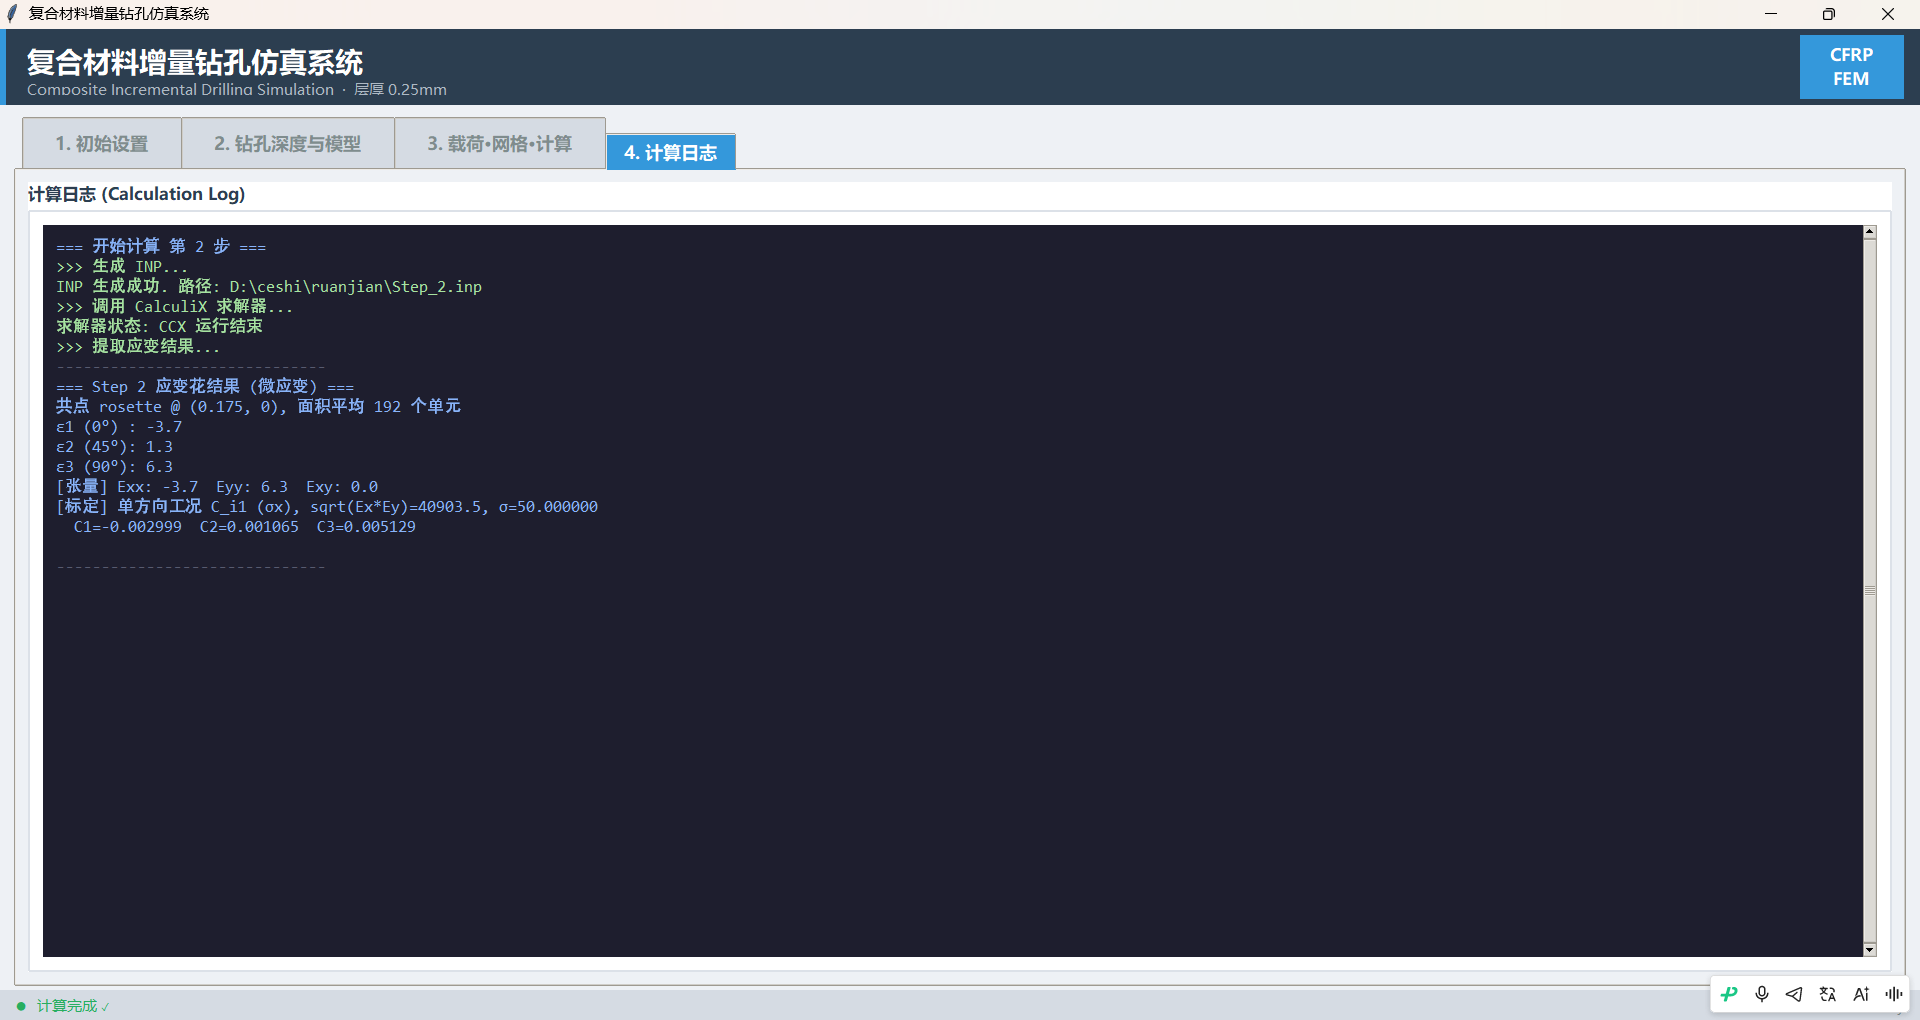 复合材料增量钻孔仿真系统
复合材料增量钻孔仿真系统
Composite Incremental Drilling Simulation · 层厚 0.25mm
CFRP
FEM
1. 初始设置
2. 钻孔深度与模型
3. 载荷•网格•计算
4. 计算日志
计算日志 (Calculation Log)
=== 开始计算 第 2 步 ===
>>> 生成 INP...
INP 生成成功. 路径: D:\ceshi\ruanjian\Step_2.inp
>>> 调用 CalculiX 求解器...
求解器状态: CCX 运行结束
>>> 提取应变结果...
------------------------------
=== Step 2 应变花结果 (微应变) ===
共点 rosette @ (0.175, 0), 面积平均 192 个单元
ε1 (0°) : -3.7
ε2 (45°): 1.3
ε3 (90°): 6.3
[张量] Exx: -3.7  Eyy: 6.3  Exy: 0.0
[标定] 单方向工况 C_i1 (σx), sqrt(Ex*Ey)=40903.5, σ=50.000000
C1=-0.002999  C2=0.001065  C3=0.005129
------------------------------
计算完成 ✓